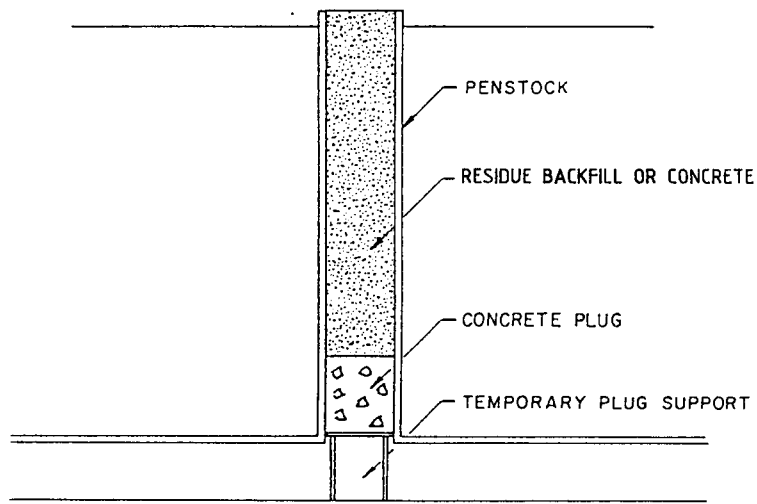 PENSTOCK
RESIDUE BACKFILL OR CONCRETE
CONCRETE PLUG
TEMPORARY PLUG SUPPORT